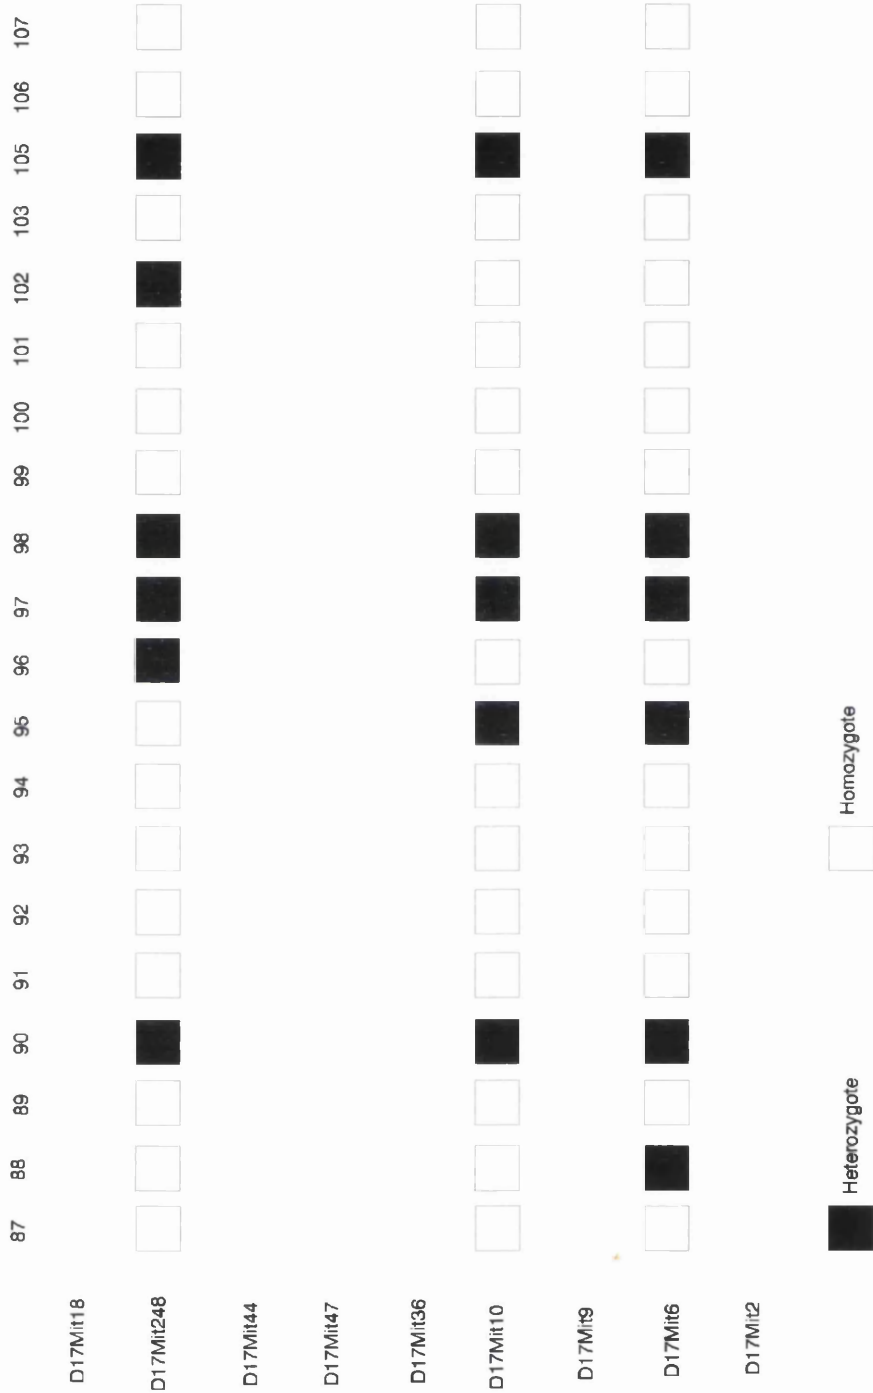 87 88 89 90 91 92 93 94 95 96 97 98 99 100 101 102 103 105 106 107
D17Mit18
D17Mit248
D17Mit44
D17Mit47
D17Mit36
D17Mit10
D17Mit9
D17Mit6
D17Mit2
Heterozygote Homozygote